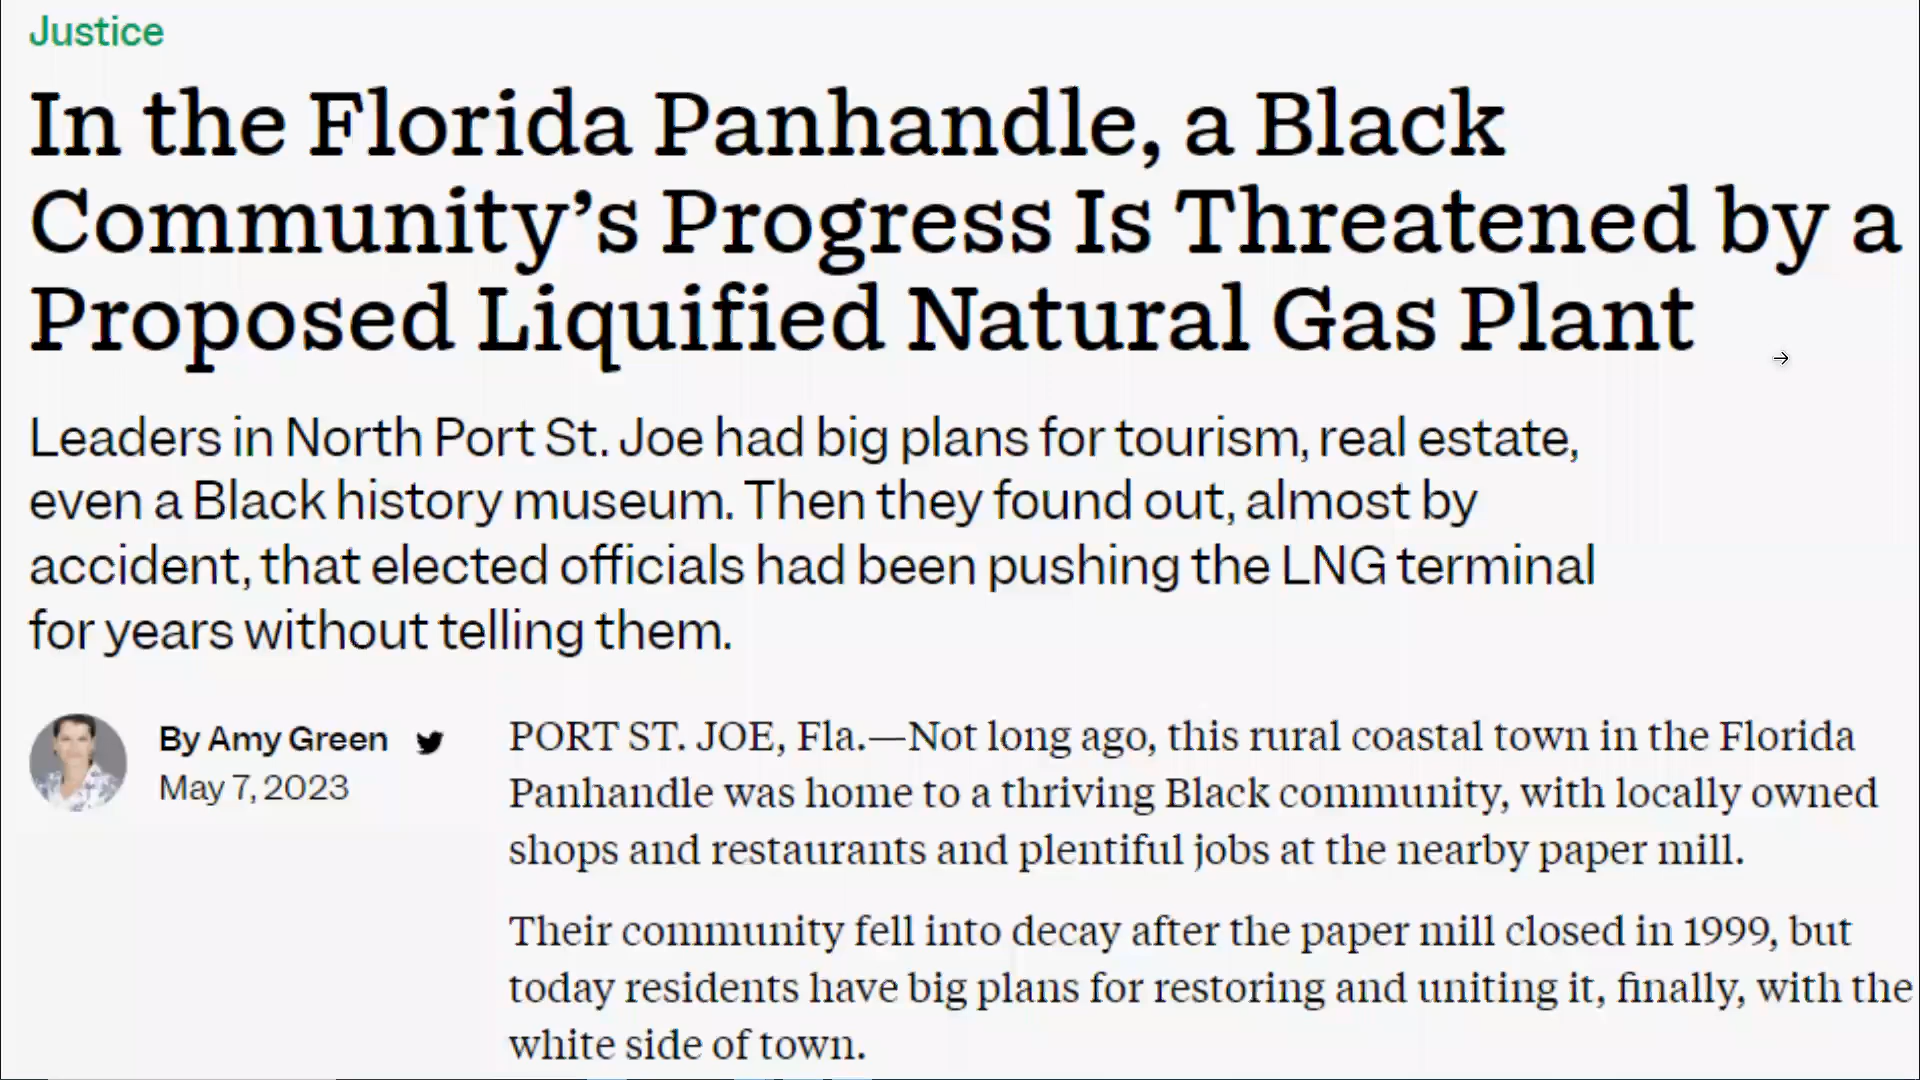 Justice
In the Florida Panhandle, a Black
Community’s Progress Is Threatened by a
Proposed Liquified Natural Gas Plant
Leaders in North Port St. Joe had big plans for tourism, real estate,
even a Black history museum. Then they found out, almost by
accident, that elected officials had been pushing the LNG terminal
for years without telling them.
By Amy Green
May 7, 2023
PORT ST. JOE, Fla.—Not long ago, this rural coastal town in the Florida
Panhandle was home to a thriving Black community, with locally owned
shops and restaurants and plentiful jobs at the nearby paper mill.
Their community fell into decay after the paper mill closed in 1999, but
today residents have big plans for restoring and uniting it, finally, with the
white side of town.